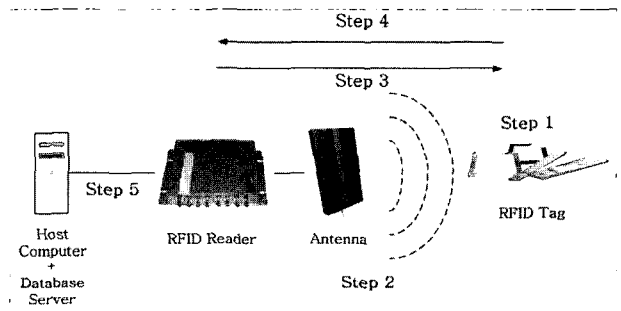 Step 4
Step 3
Step 1
Step 5
RFID Tag
Host
Computer
+
Database
Server
RFID Reader
Antenna
Step 2